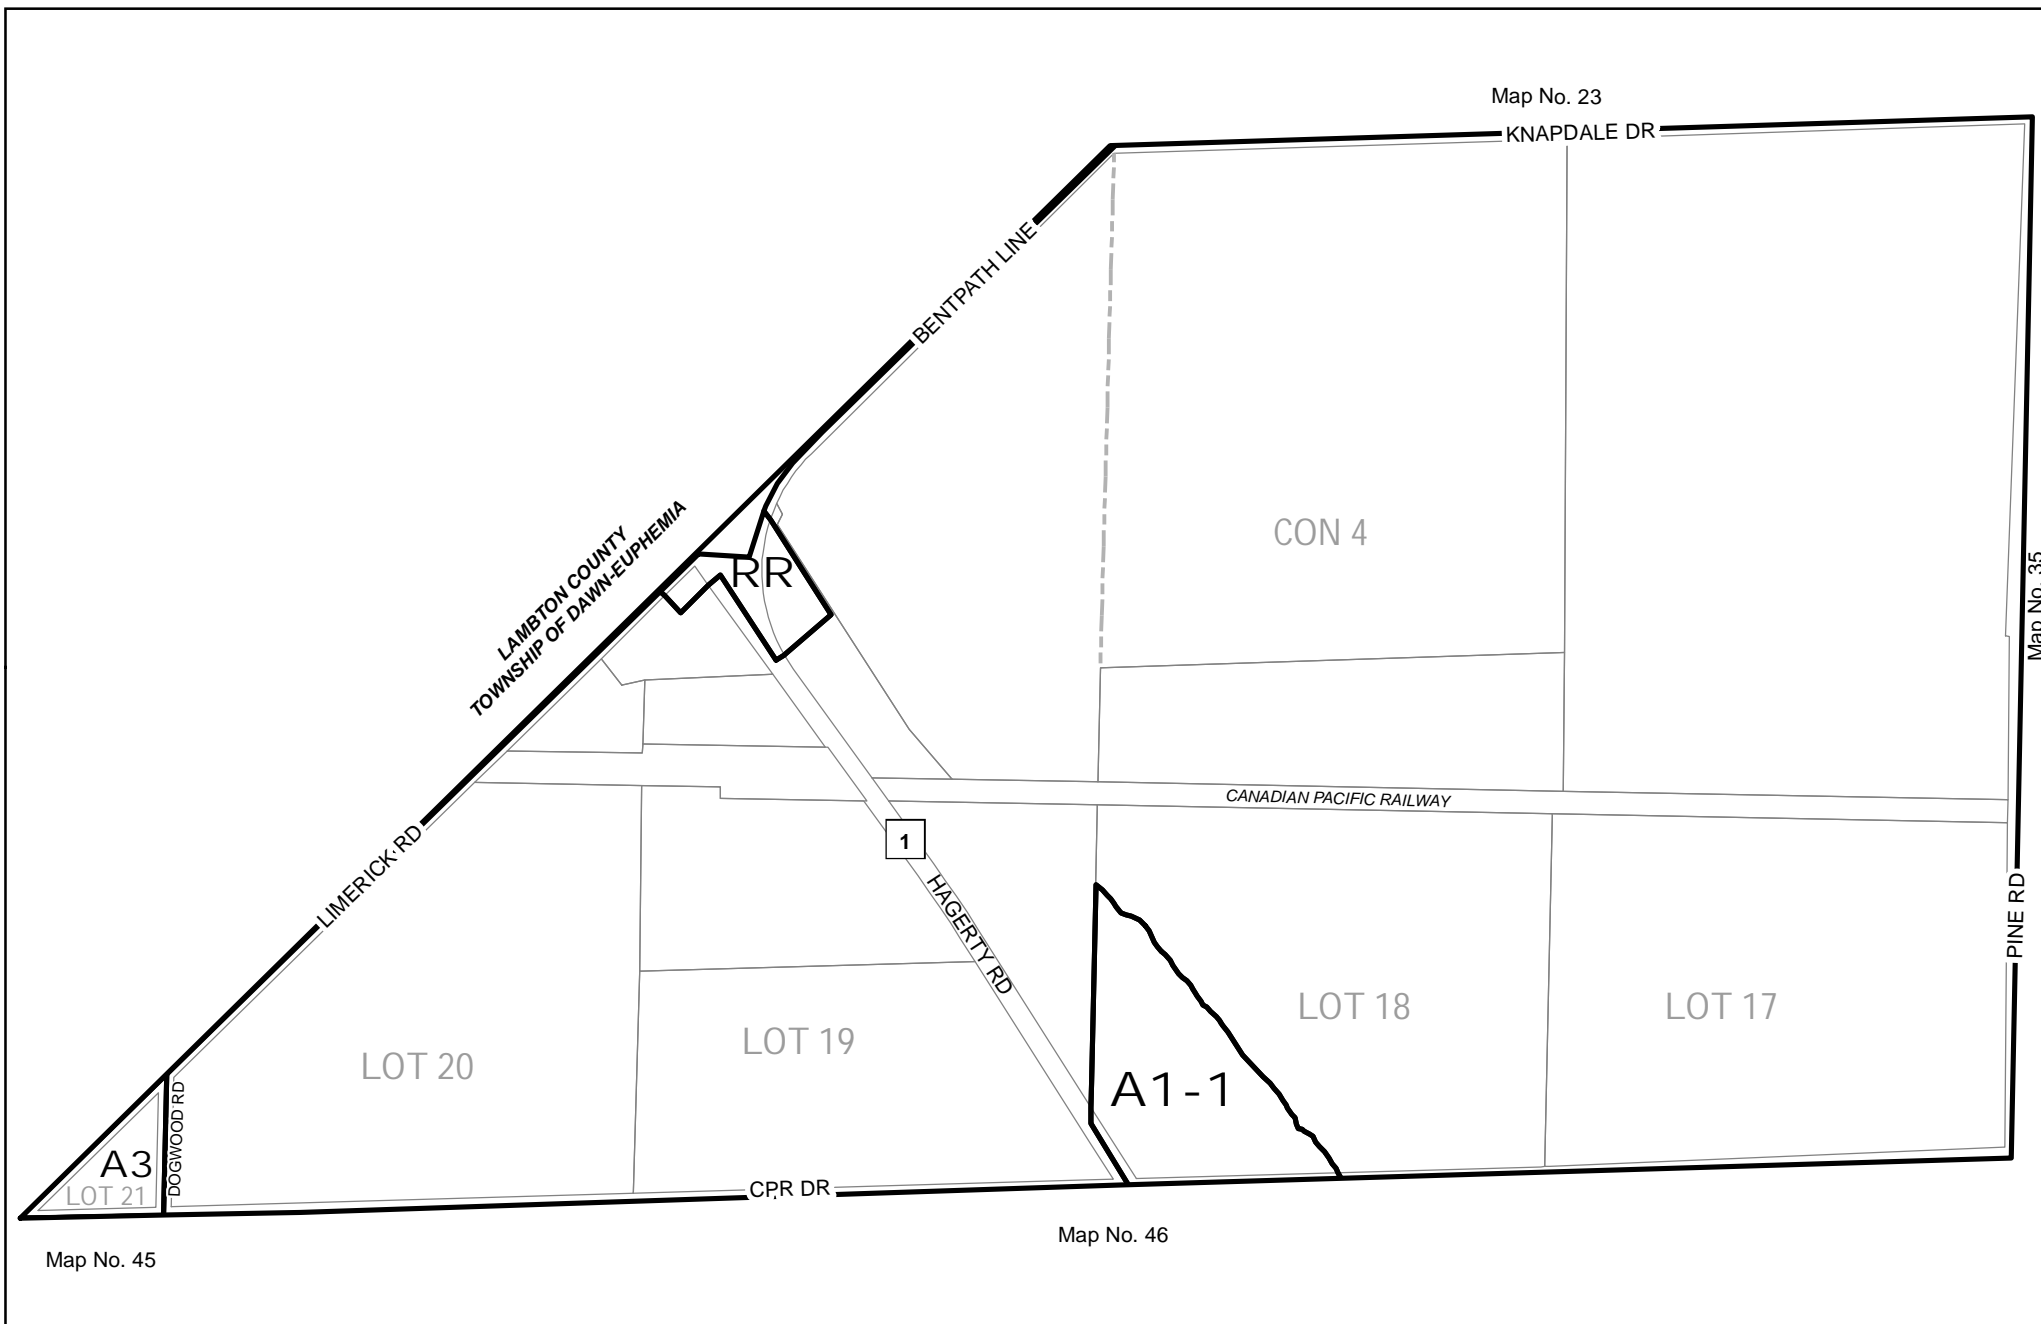 Map No. 23
KNAPDALE DR
BENTPATH LINE
LAMBTON COUNTY
TOWNSHIP OF DAWN-EUPHEMIA
RR
CON 4
Map No. 35
CANADIAN PACIFIC RAILWAY
1
LIMERICK RD
HAGERTY RD
PINE RD
LOT 18
LOT 17
LOT 19
LOT 20
A1-1
DOGWOOD RD
A3
LOT 21
CPR DR
Map No. 46
Map No. 45